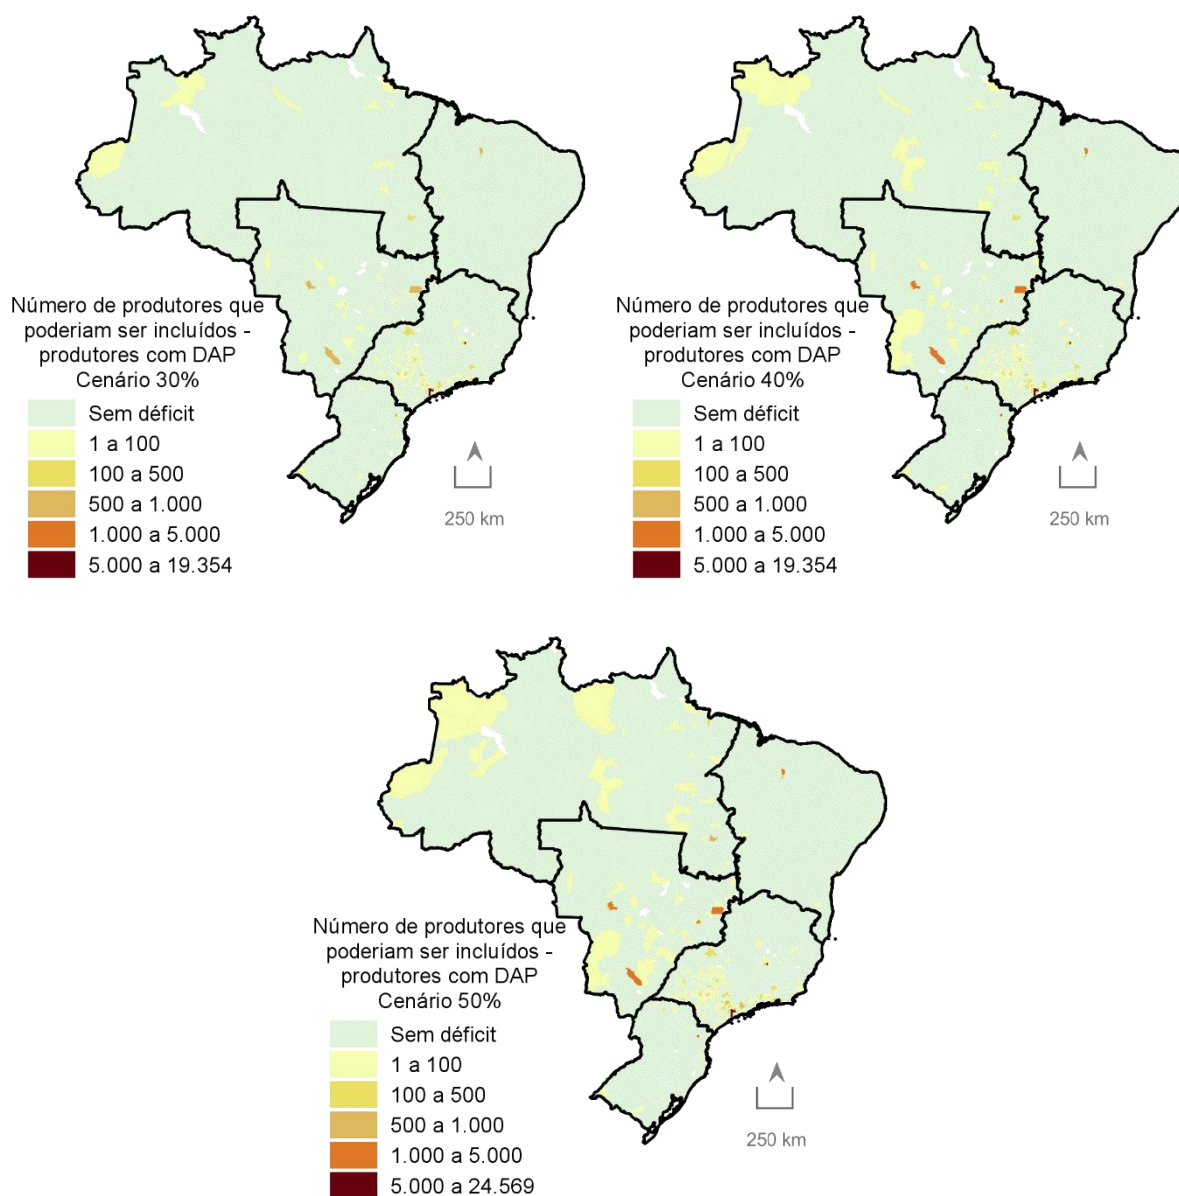 Número de produtores que
poderiam ser incluídos -
produtores com DAP
Cenário 30%
Sem déficit
1 a 100
100 a 500
500 a 1.000
1.000 a 5.000
5.000 a 19.354
250 km
Número de produtores que
poderiam ser incluídos -
produtores com DAP
Cenário 40%
Sem déficit
1 a 100
100 a 500
500 a 1.000
1.000 a 5.000
5.000 a 19.354
250 km
Número de produtores que
poderiam ser incluídos -
produtores com DAP
Cenário 50%
Sem déficit
1 a 100
100 a 500
500 a 1.000
1.000 a 5.000
5.000 a 24.569
250 km